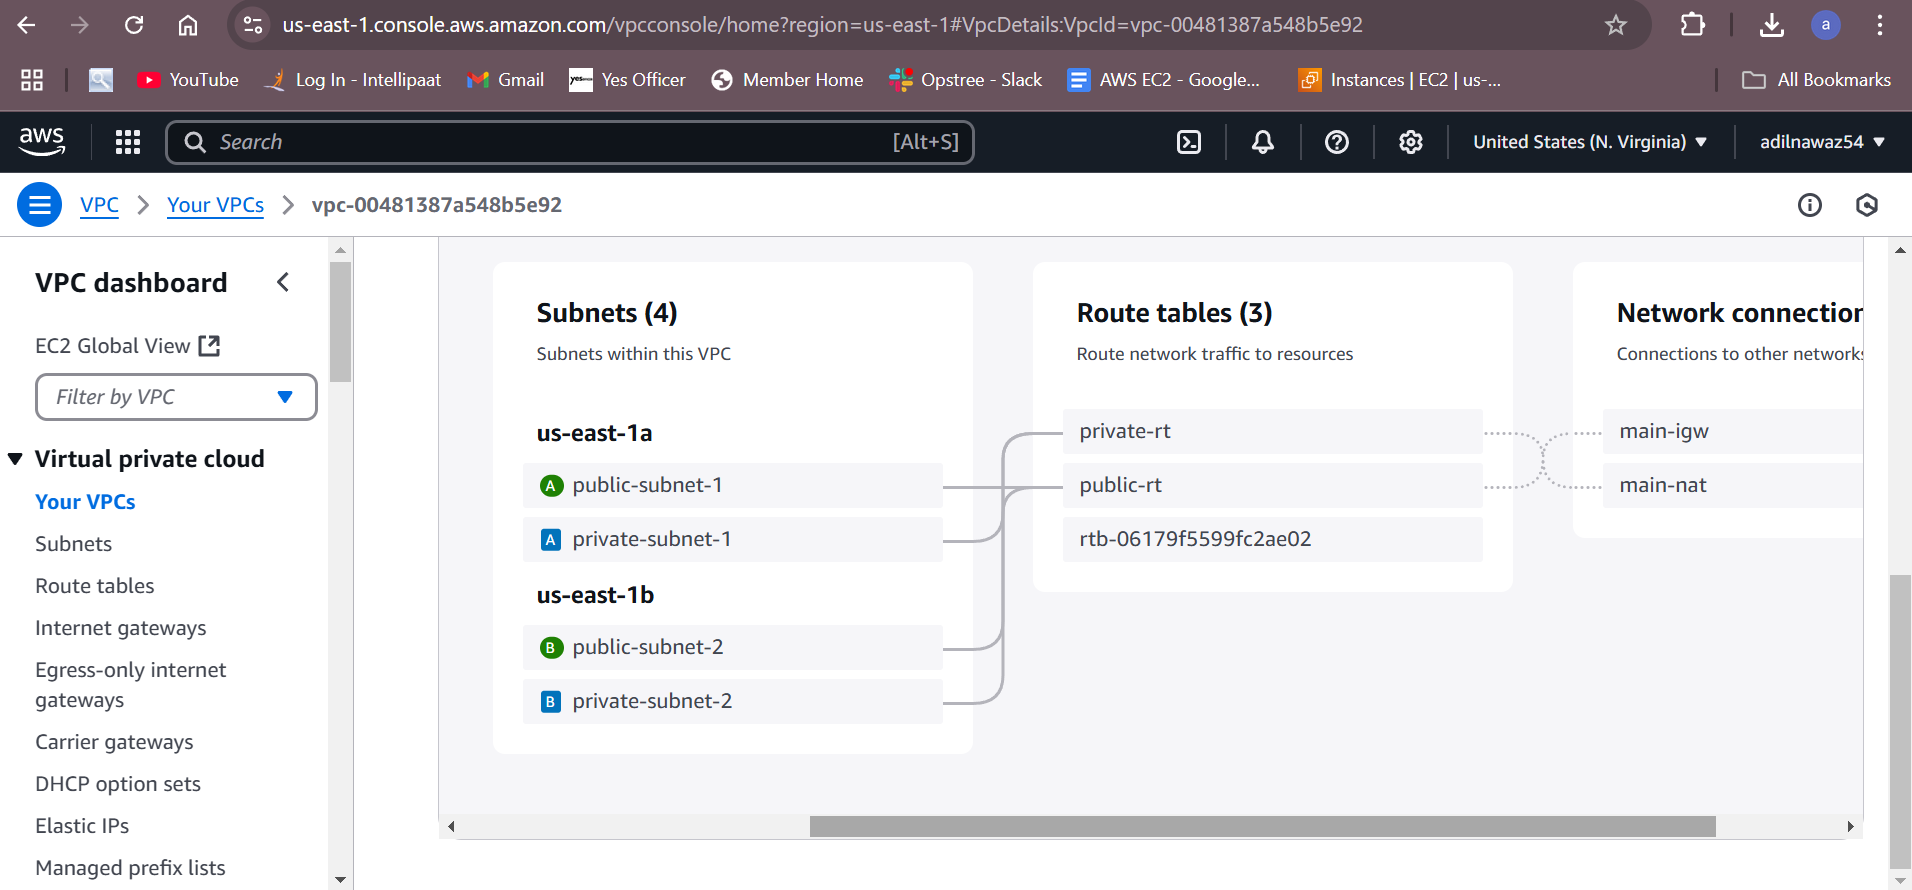 us-east-1.console.aws.amazon.com/vpcconsole/home?region=us-east-1#VpcDetails:VpcId=vpc-00481387a548b5e92
a
YouTube
Log In - Intellipaat
Gmail
yes
Yes Officer
Member Home
Opstree - Slack
AWS EC2 - Google...
Instances | EC2 | us-...
All Bookmarks
aws
Search
[Alt+S]
United States (N. Virginia)
adilnawaz54
VPC
Your VPCs
vpc-00481387a548b5e92
VPC dashboard
EC2 Global View
Filter by VPC
Virtual private cloud
Your VPCs
Subnets
Route tables
Internet gateways
Egress-only internet
gateways
Carrier gateways
DHCP option sets
Elastic IPs
Managed prefix lists
Subnets (4)
Subnets within this VPC
us-east-1a
A public-subnet-1
A private-subnet-1
us-east-1b
B public-subnet-2
B private-subnet-2
Route tables (3)
Route network traffic to resources
private-rt
public-rt
rtb-06179f5599fc2ae02
Network connection
Connections to other networks
main-igw
main-nat